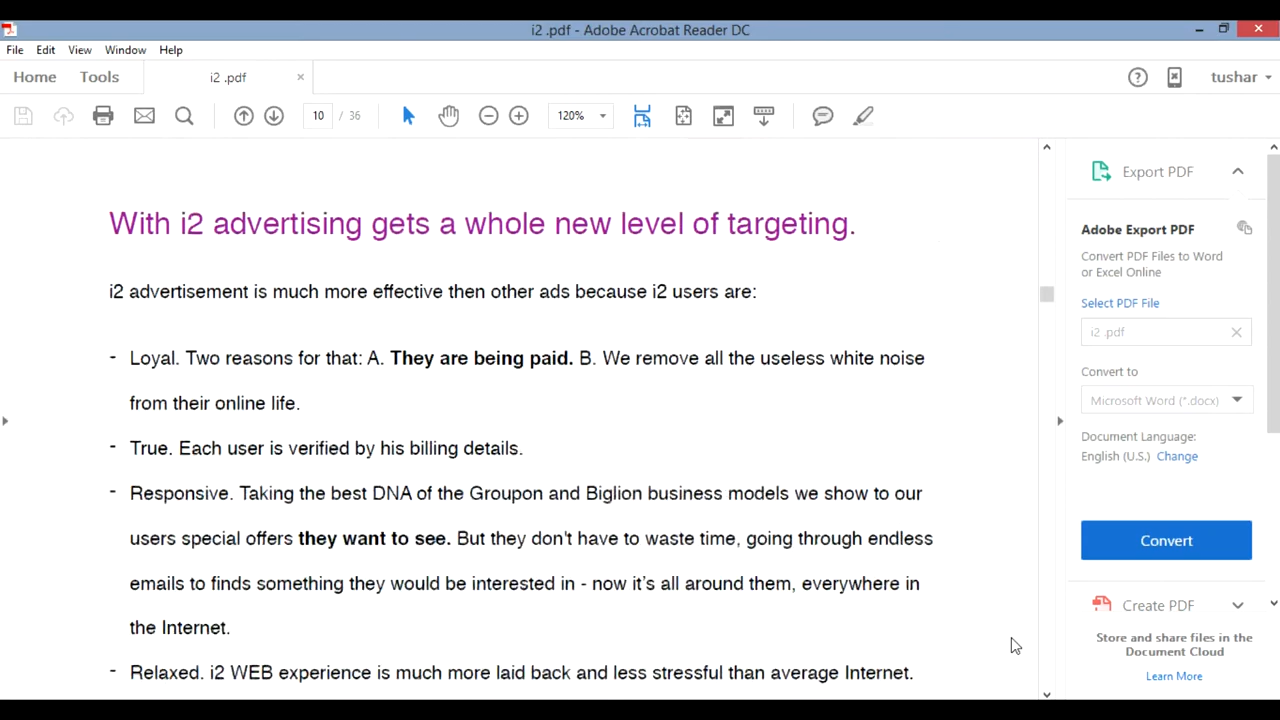 i2 .pdf - Adobe Acrobat Reader DC
File Edit View Window Help
Home Tools i2 .pdf × tushar
10 / 36 120%
With i2 advertising gets a whole new level of targeting.
i2 advertisement is much more effective then other ads because i2 users are:
- Loyal. Two reasons for that: A. They are being paid. B. We remove all the useless white noise
from their online life.
- True. Each user is verified by his billing details.
- Responsive. Taking the best DNA of the Groupon and Biglion business models we show to our
users special offers they want to see. But they don't have to waste time, going through endless
emails to finds something they would be interested in - now it's all around them, everywhere in
the Internet.
- Relaxed. i2 WEB experience is much more laid back and less stressful than average Internet.
Export PDF
Adobe Export PDF
Convert PDF Files to Word
or Excel Online
Select PDF File
i2 .pdf
Convert to
Microsoft Word (*.docx)
Document Language:
English (U.S.) Change
Convert
Create PDF
Store and share files in the
Document Cloud
Learn More